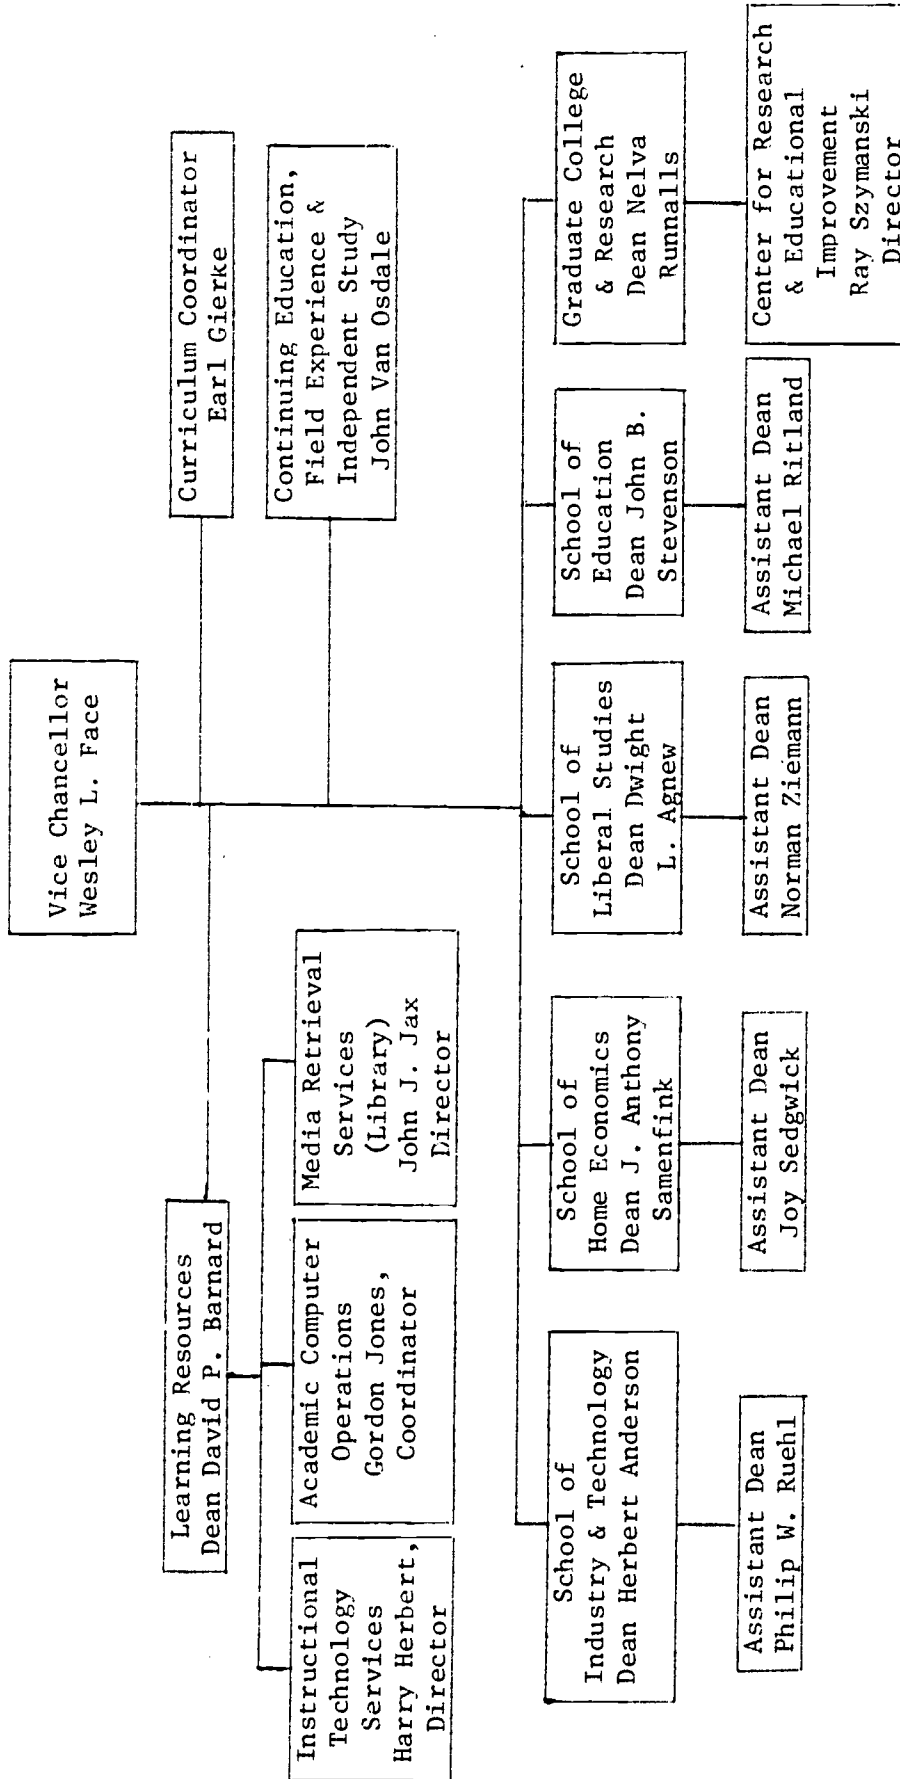 Vice Chancellor
Wesley L. Face
Curriculum Coordinator
Earl Gierke
Continuing Education,
Field Experience &
Independent Study
John Van Osdale
Learning Resources
Dean David P. Barnard
Instructional
Technology
Services
Harry Herbert,
Director
Academic Computer
Operations
Gordon Jones,
Coordinator
Media Retrieval
Services
(Library)
John J. Jax
Director
School of
Industry & Technology
Dean Herbert Anderson
School of
Home Economics
Dean J. Anthony
Samenfink
School of
Liberal Studies
Dean Dwight
L. Agnew
School of
Education
Dean John B.
Stevenson
Graduate College
& Research
Dean Nelva
Runnalls
Assistant Dean
Philip W. Ruehl
Assistant Dean
Joy Sedgwick
Assistant Dean
Norman Ziemann
Assistant Dean
Michael Ritland
Center for Research
& Educational
Improvement
Ray Szymanski
Director